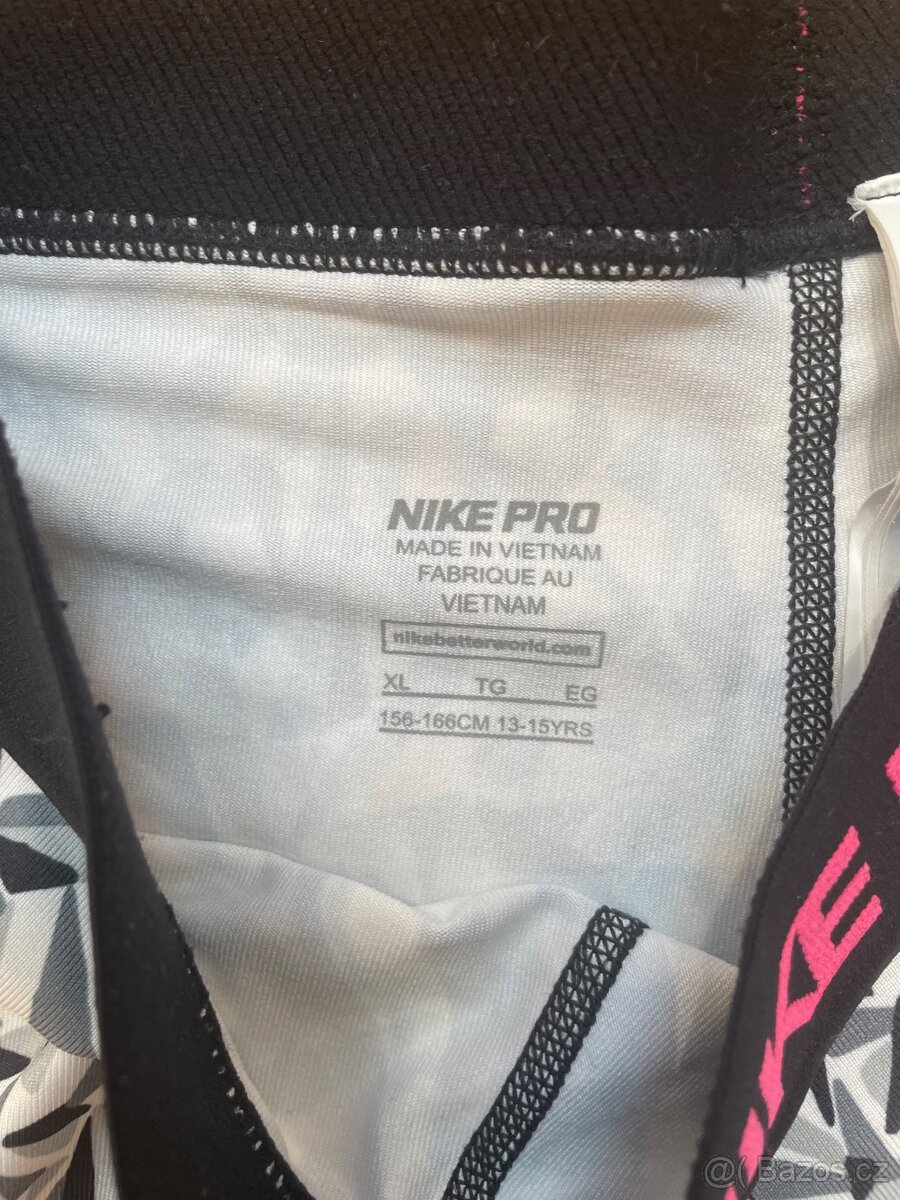 NIKE PRO
MADE IN VIETNAM
FABRIQUE AU
VIETNAM
nikebetterworld.com
XL TG EG
156-166CM 13-15YRS
NIKE
@( Bazos.cz